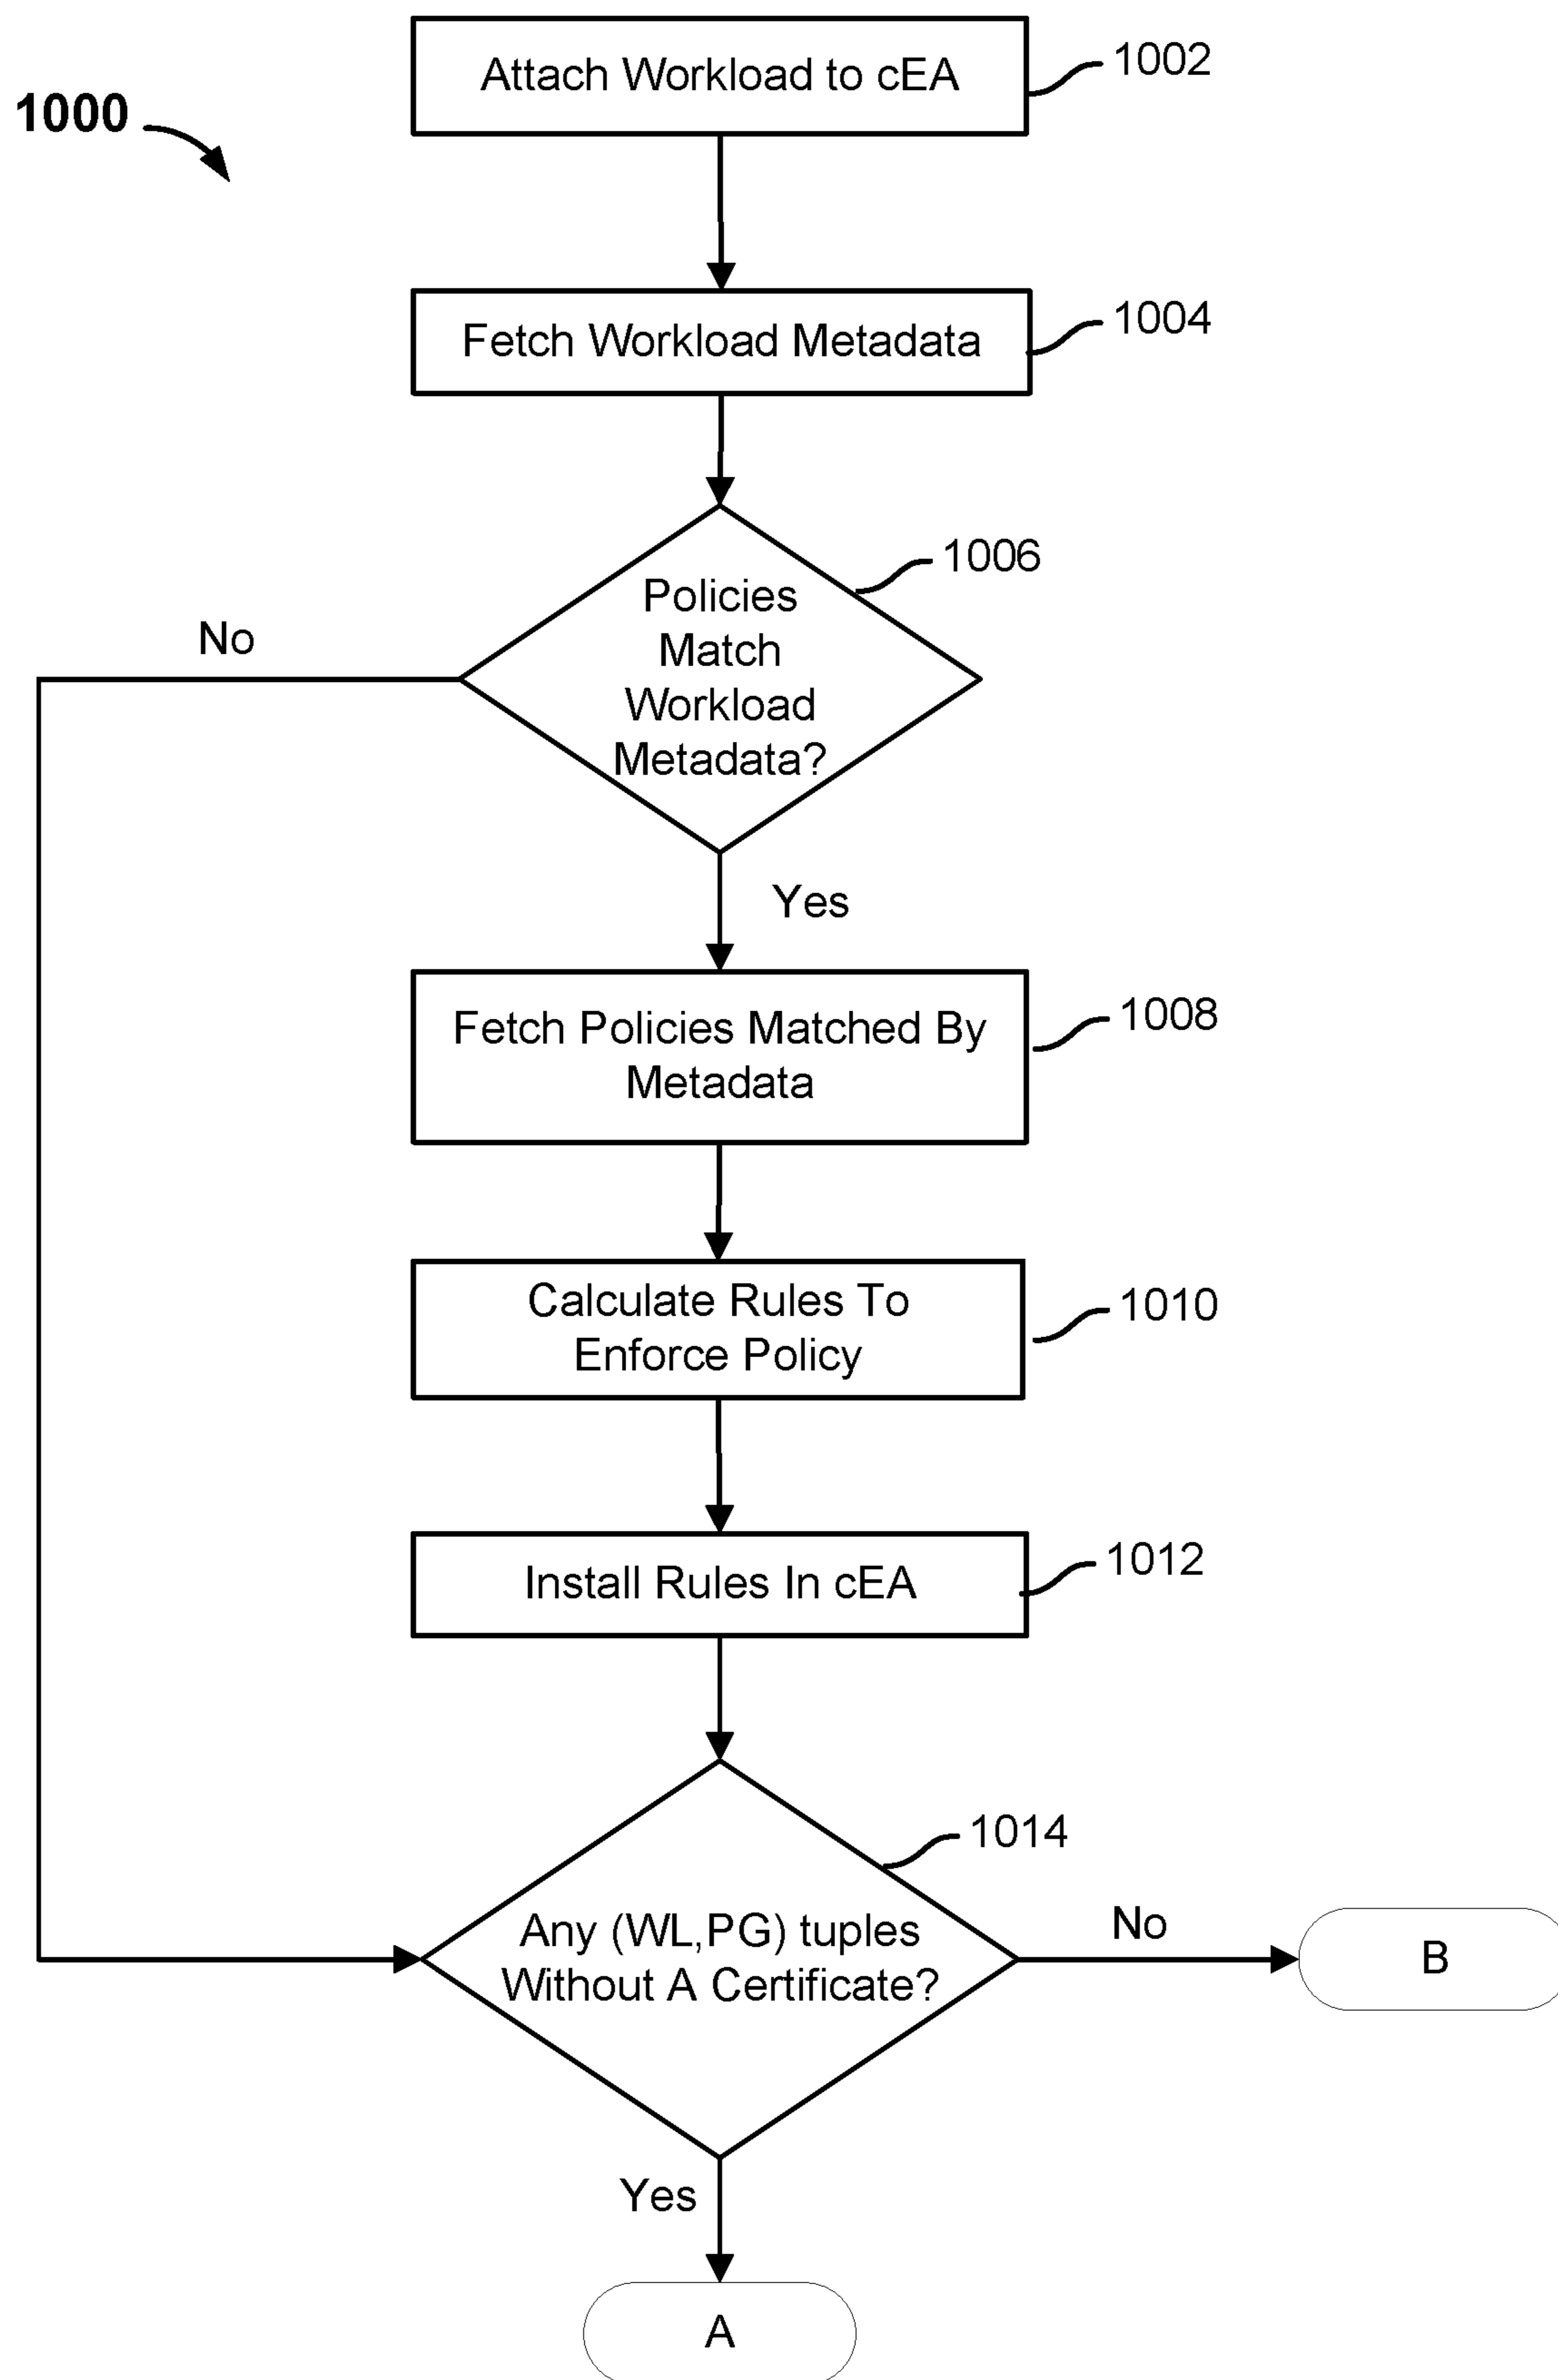 1000
Attach Workload to cEA
1002
Fetch Workload Metadata
1004
Policies
Match
Workload
Metadata?
1006
No
Yes
Fetch Policies Matched By
Metadata
1008
Calculate Rules To
Enforce Policy
1010
Install Rules In cEA
1012
Any (WL,PG) tuples
Without A Certificate?
1014
No
B
Yes
A